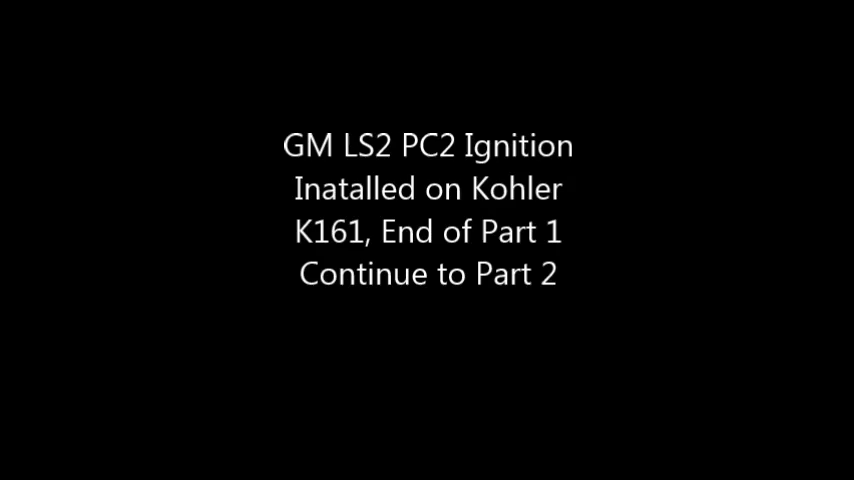 GM LS2 PC2 Ignition
Inatalled on Kohler
K161, End of Part 1
Continue to Part 2